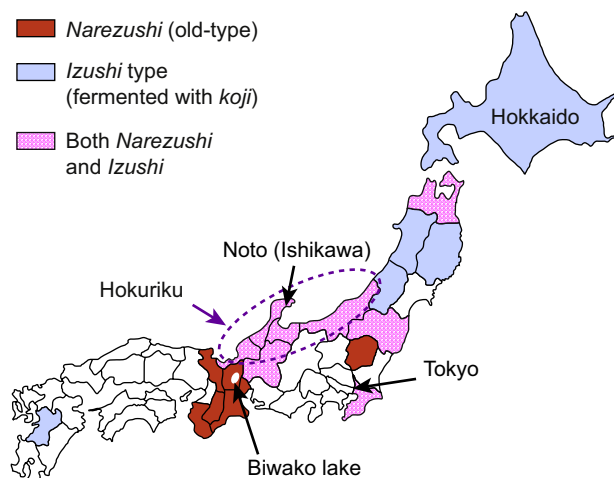 Narezushi (old-type)
Izushi type
(fermented with koji)
Both Narezushi
and Izushi
Hokkaido
Noto (Ishikawa)
Hokuriku
Tokyo
Biwako lake